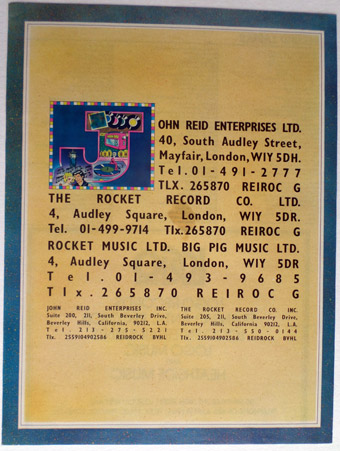 JOHN REID ENTERPRISES LTD.
40, South Audley Street,
Mayfair, London, W1Y 5DH.
Tel. 01-491-2777
TLX. 265870 REIROC G
THE ROCKET RECORD CO. LTD.
4, Audley Square, London, W1Y 5DR.
Tel. 01-499-9714 Tlx. 265870 REIROC G
ROCKET MUSIC LTD. BIG PIG MUSIC LTD.
4, Audley Square, London, W1Y 5DR
Tel. 01-493-9685
Tlx. 265870 REIROC G
JOHN REID ENTERPRISES INC.
Suite 200, 211, South Beverley Drive,
Beverley Hills, California, 90212, L.A.
Tel. 213-275-5221
Tlx. 2559104902586 REIDROCK BVHL
THE ROCKET RECORD CO. INC.
Suite 205, 211, South Beverley Drive,
Beverley Hills, California, 90212, L.A.
Tel. 213-550-0144
Tlx. 2559104902586 REIDROCK BVHL